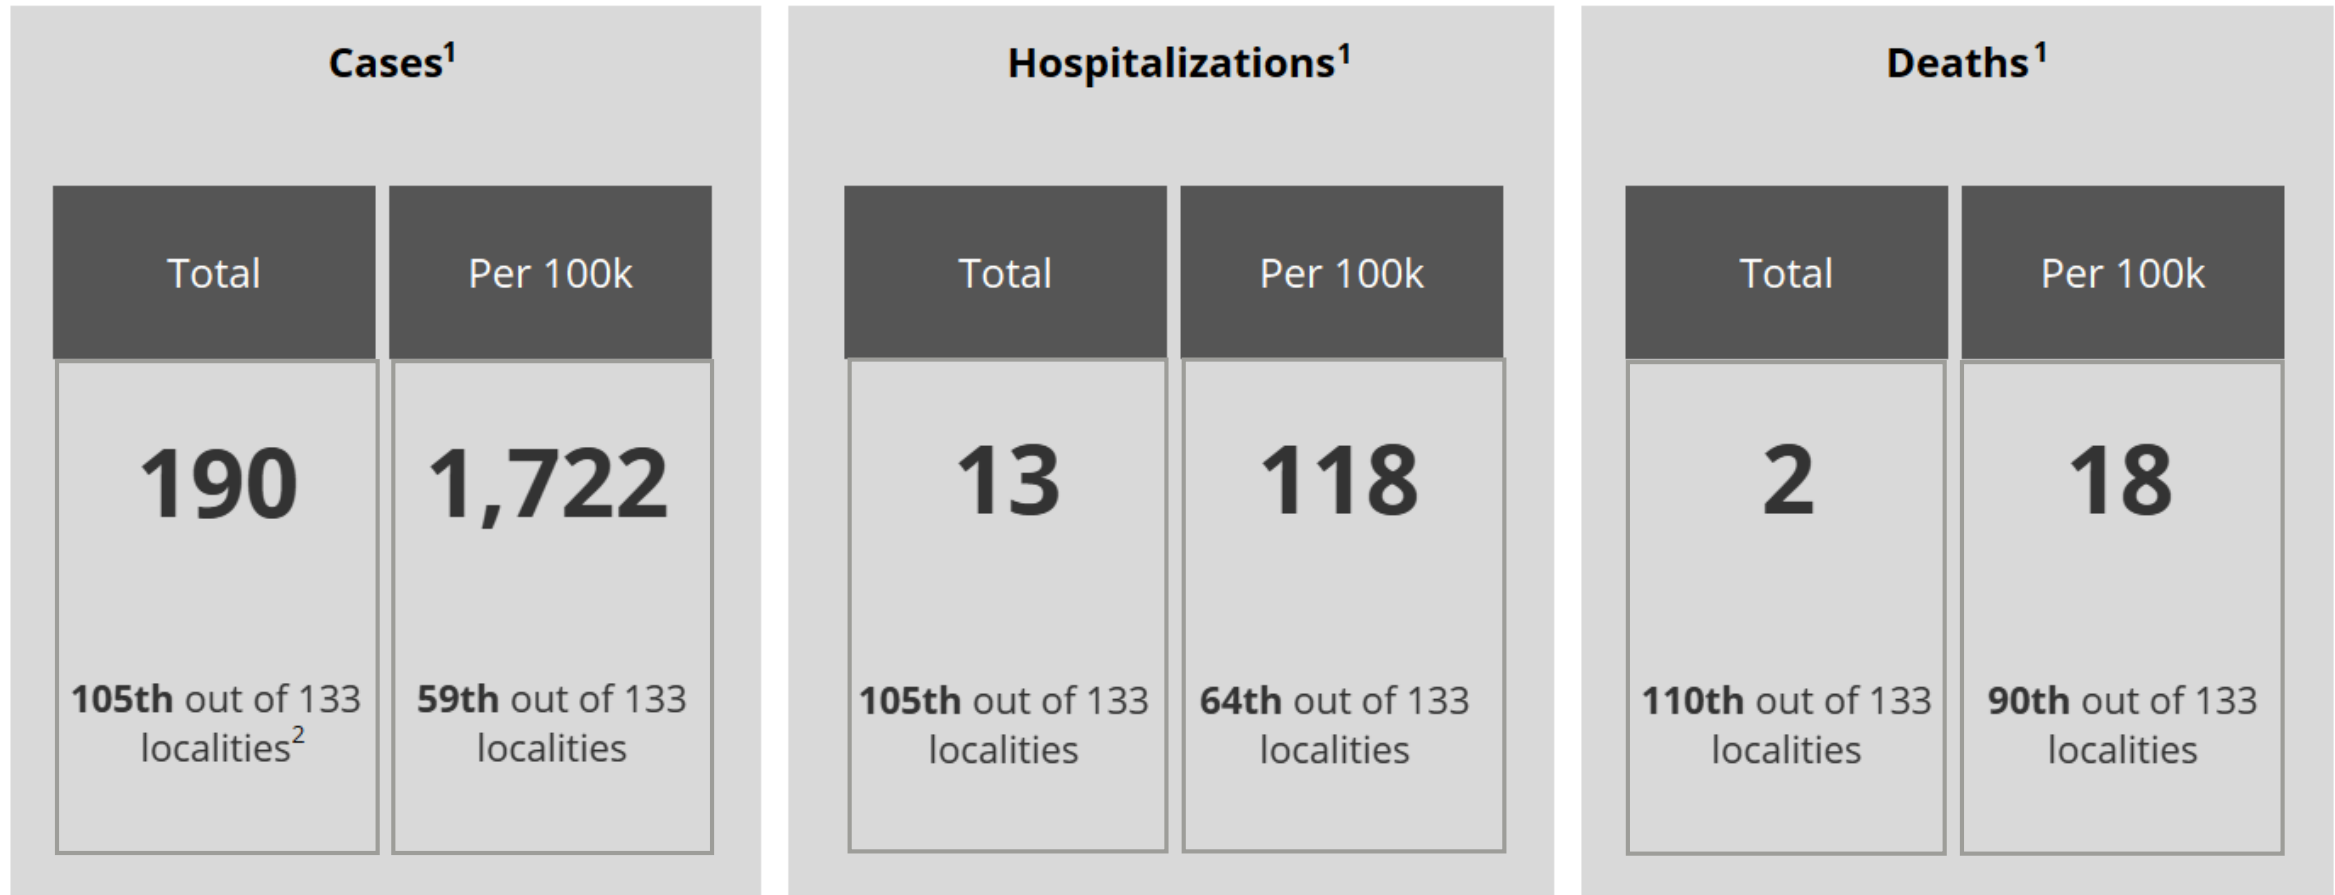 Cases¹
Total
Per 100k
190
1,722
105th out of 133
localities²
59th out of 133
localities
Hospitalizations¹
Total
Per 100k
13
118
105th out of 133
localities
64th out of 133
localities
Deaths¹
Total
Per 100k
2
18
110th out of 133
localities
90th out of 133
localities